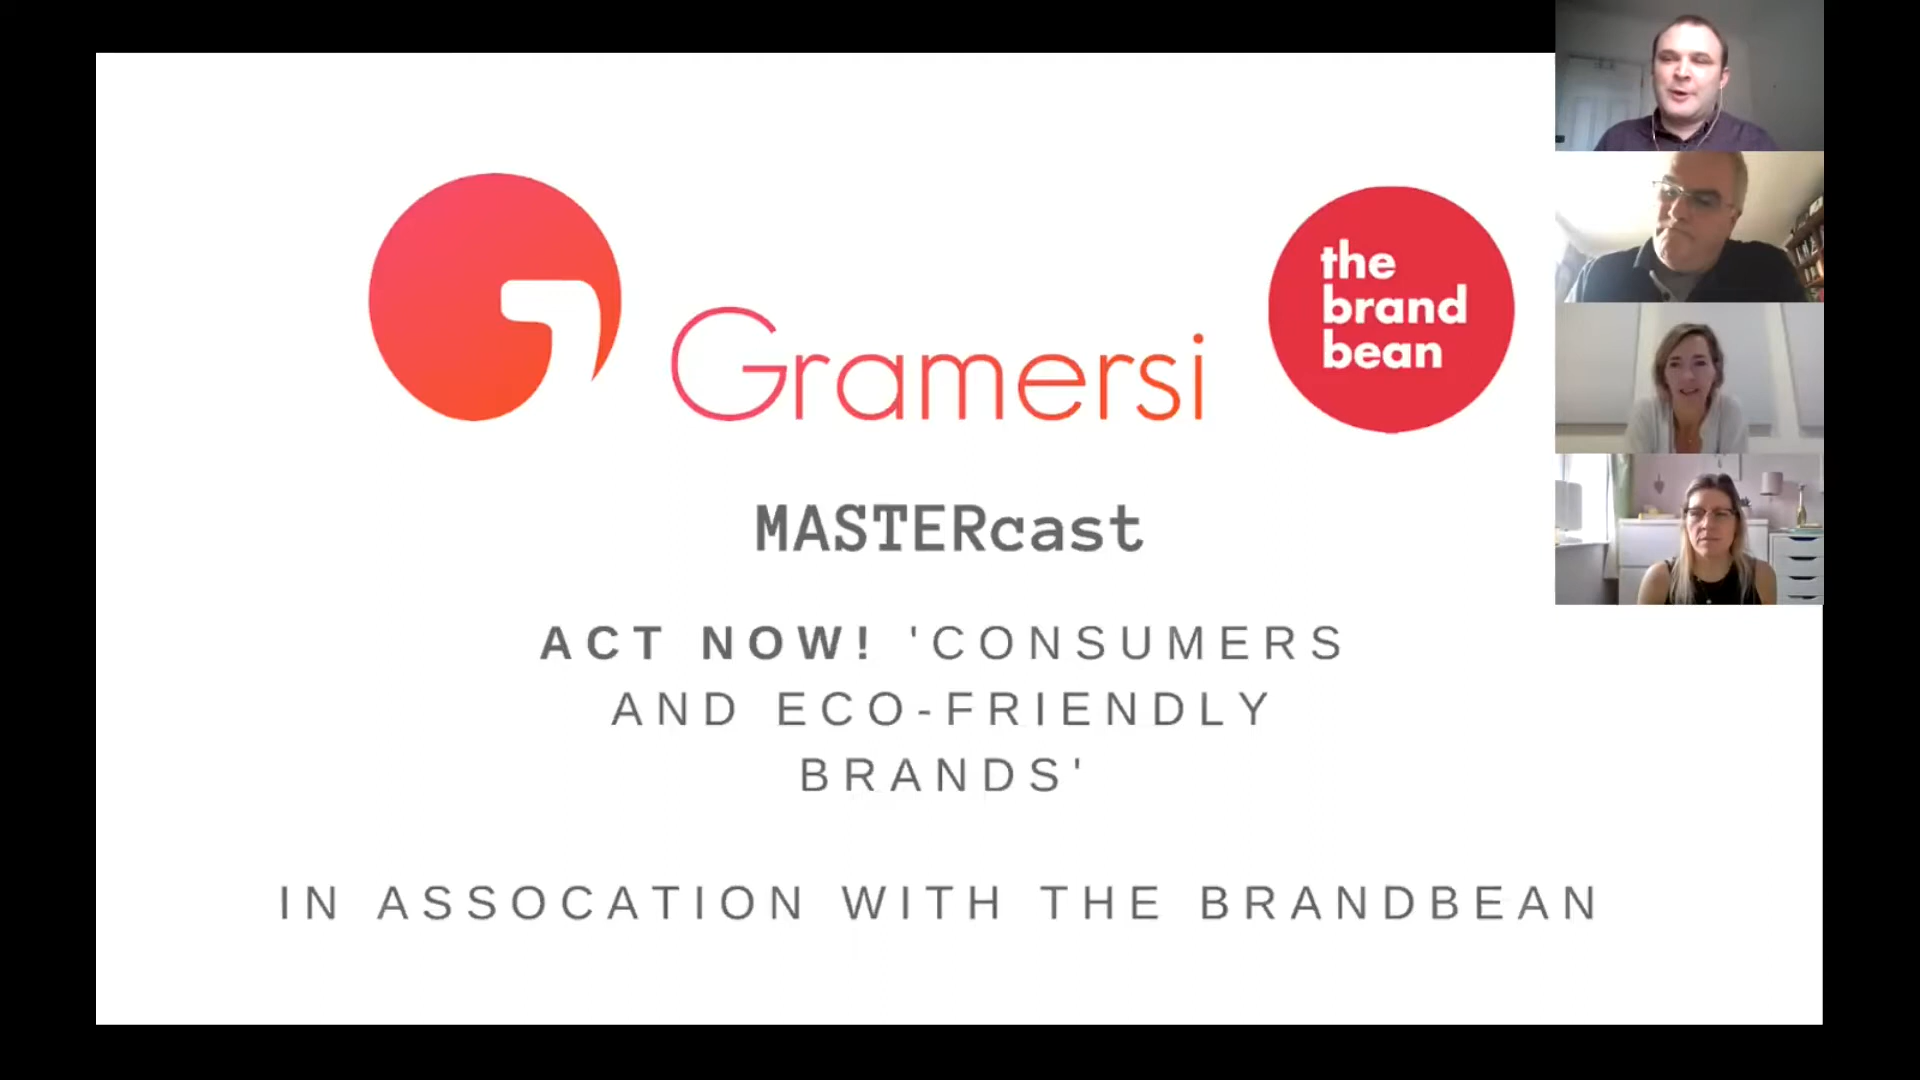 Gramersi
the
brand
bean
MASTERcast
ACT NOW! 'CONSUMERS
AND ECO-FRIENDLY
BRANDS'
IN ASSOCATION WITH THE BRANDBEAN